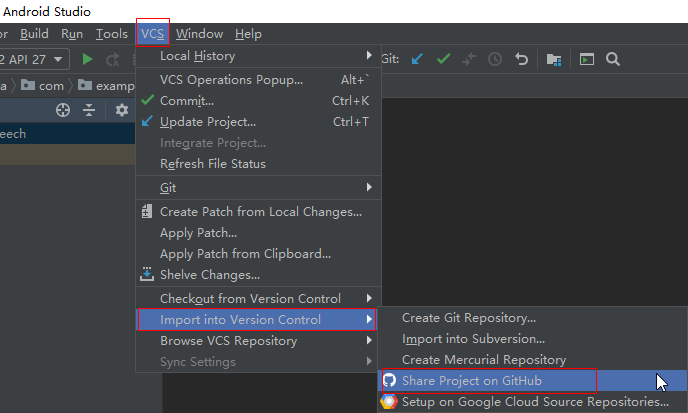 Android Studio
or Build Run Tools VCS Window Help
2 API 27 Git:
a com examp
eech
Local History
VCS Operations Popup... Alt+`
Commit... Ctrl+K
Update Project... Ctrl+T
Integrate Project...
Refresh File Status
Git
Create Patch from Local Changes...
Apply Patch...
Apply Patch from Clipboard...
Shelve Changes...
Checkout from Version Control
Import into Version Control
Browse VCS Repository
Sync Settings
Create Git Repository...
Import into Subversion...
Create Mercurial Repository
Share Project on GitHub
Setup on Google Cloud Source Repositories...